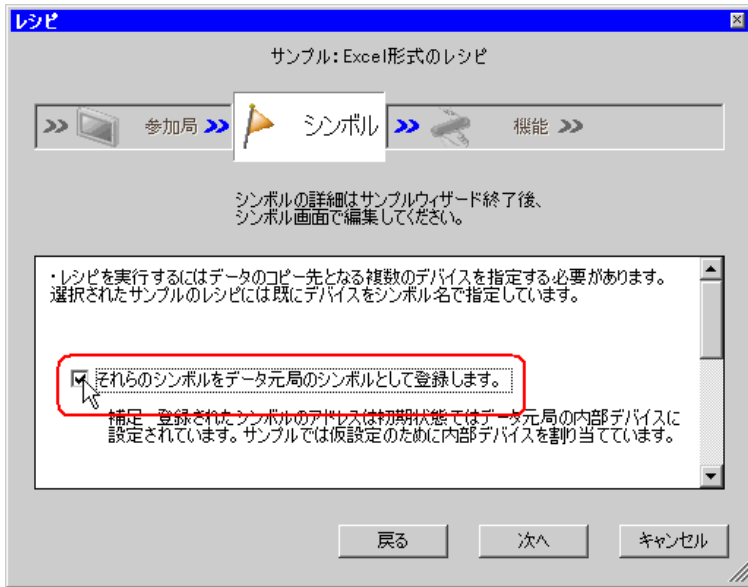 レシピ
サンプル:Excel形式のレシピ
>> 参加局 >> シンボル >> 機能 >>
シンボルの詳細はサンプルウィザード終了後、
シンボル画面で編集してください。
・レシピを実行するにはデータのコピー先となる複数のデバイスを指定する必要があります。
選択されたサンプルのレシピには既にデバイスをシンボル名で指定しています。
それらのシンボルをデータ元局のシンボルとして登録します。
補足 登録されたシンボルのアドレスは初期状態ではデータ元局の内部デバイスに
設定されています。サンプルでは仮設定のために内部デバイスを割り当てています。
戻る 次へ キャンセル